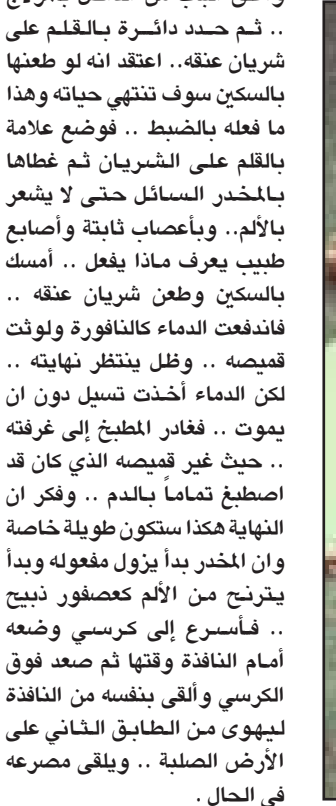 .. ثم حدد دائرة بالقلم على
شريان عنقه.. اعتقد انه لو طعنها
بالسكين سوف تنتهي حياته وهذا
ما فعله بالضبط .. فوضع علامة
بالقلم على الشريان ثم غطاها
بالمخدر السائل حتى لا يشعر
بالألم.. وبأعصاب ثابتة وأصابع
طبيب يعرف ماذا يفعل .. أمسك
بالسكين وطعن شريان عنقه ..
فاندفعت الدماء كالنافورة ولوثت
قميصه .. وظل ينتظر نهايته ..
لكن الدماء أخذت تسيل دون ان
يموت .. فغادر المطبخ إلى غرفته
.. حيث غير قميصه الذي كان قد
اصطبغ تماماً بالدم .. وفكر ان
النهاية هكذا ستكون طويلة خاصة
وان المخدر بدأ يزول مفعوله وبدأ
يترنح من الألم كعصفور ذبيح
.. فأسرع إلى كرسي وضعه
أمام النافذة وقتها ثم صعد فوق
الكرسي وألقى بنفسه من النافذة
ليهوى من الطابق الثاني على
الأرض الصلبة .. ويلقى مصرعه
في الحال .